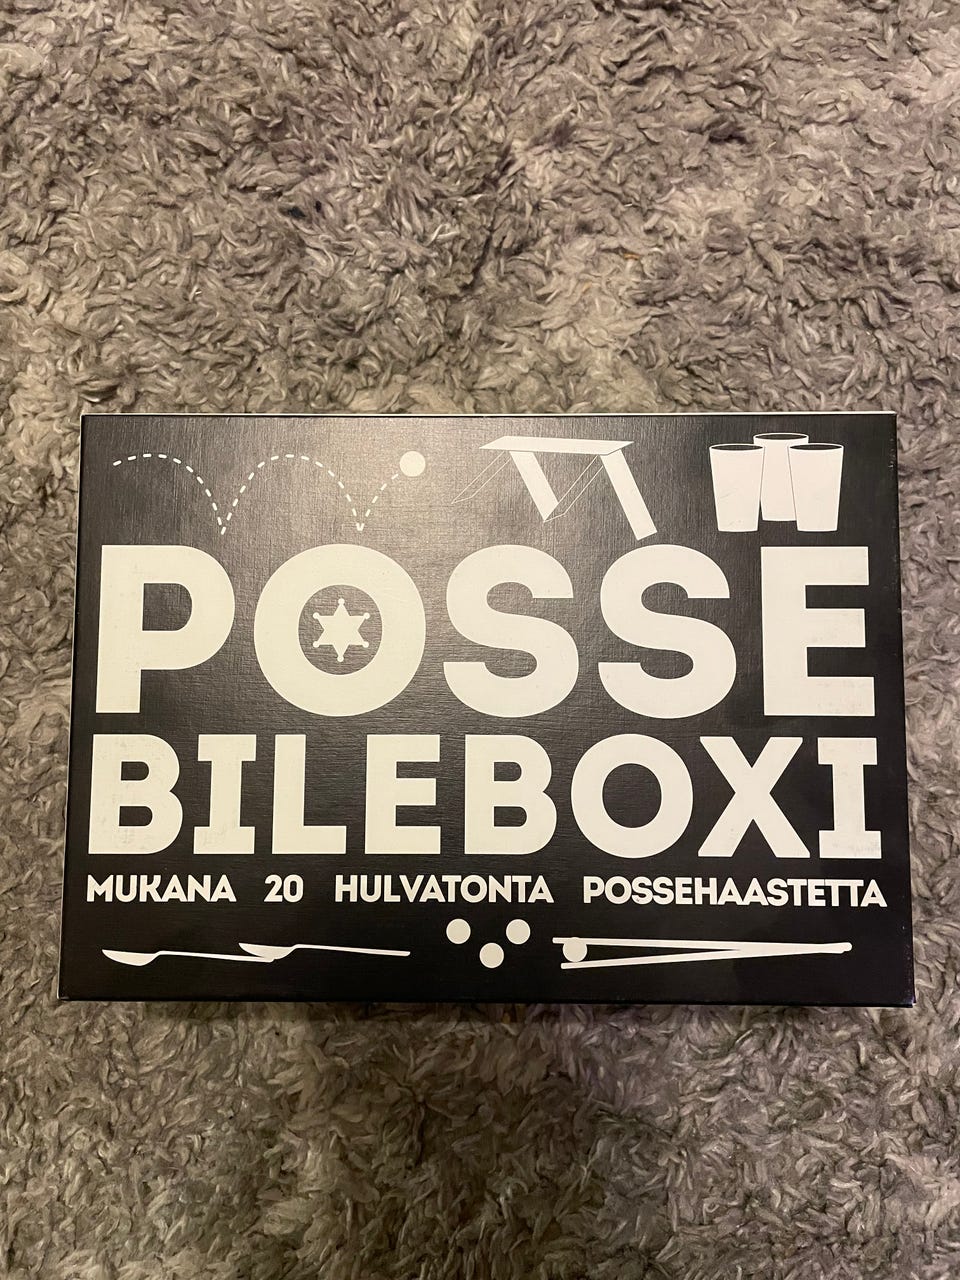 POSSE
BILEBOXI
MUKANA 20 HULVATONTA POSSEHAASTETTA